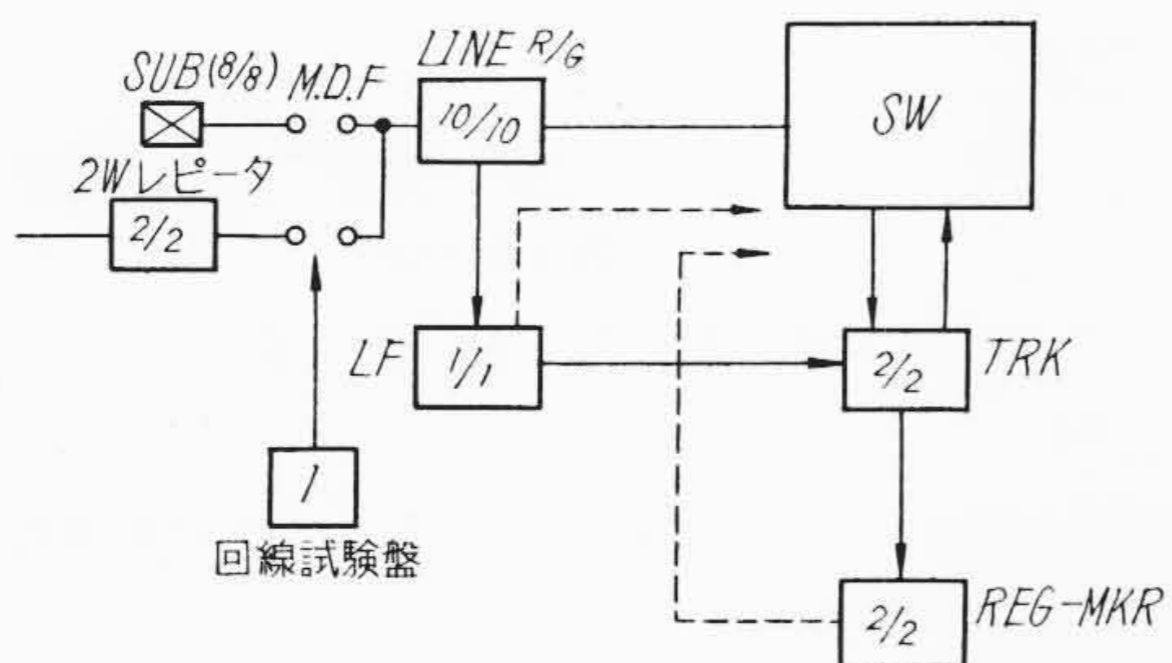 SUB(8/8)
M.D.F
LINE R/G
10/10
SW
2Wレピータ
2/2
LF
1/1
2/2
TRK
1
回線試験盤
2/2
REG-MKR